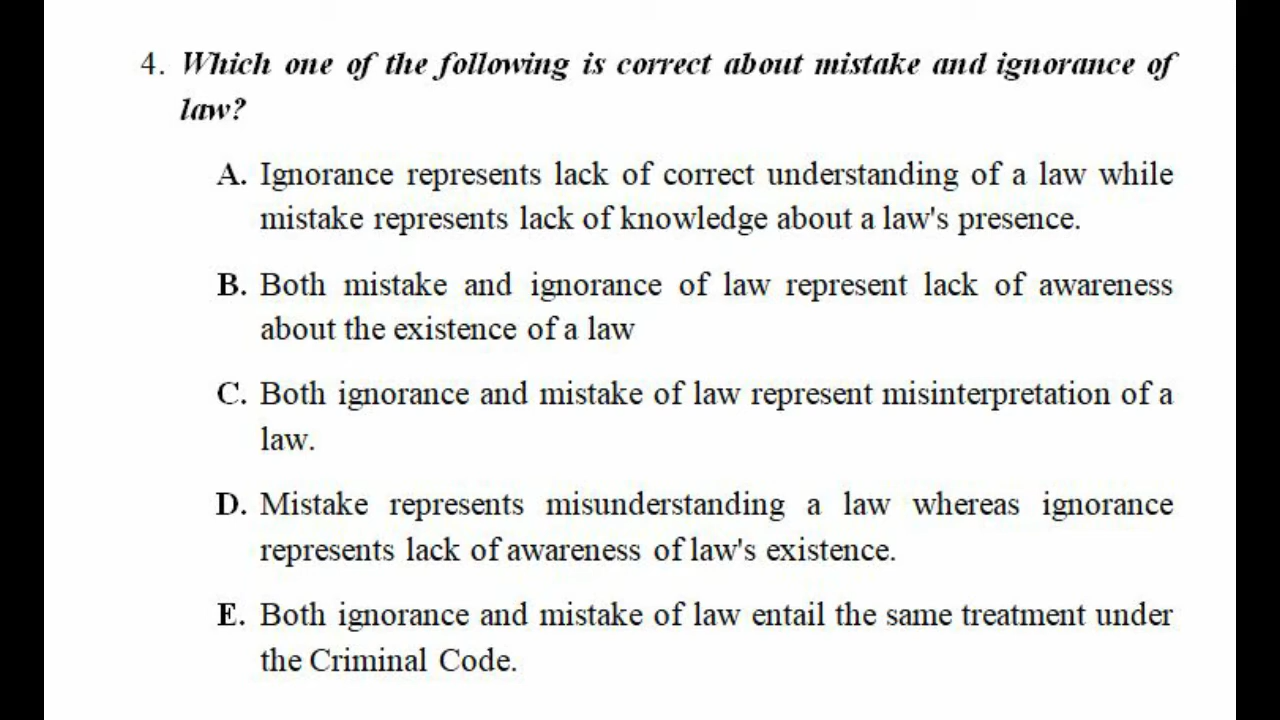 4. Which one of the following is correct about mistake and ignorance of
law?
A. Ignorance represents lack of correct understanding of a law while
mistake represents lack of knowledge about a law's presence.
B. Both mistake and ignorance of law represent lack of awareness
about the existence of a law
C. Both ignorance and mistake of law represent misinterpretation of a
law.
D. Mistake represents misunderstanding a law whereas ignorance
represents lack of awareness of law's existence.
E. Both ignorance and mistake of law entail the same treatment under
the Criminal Code.